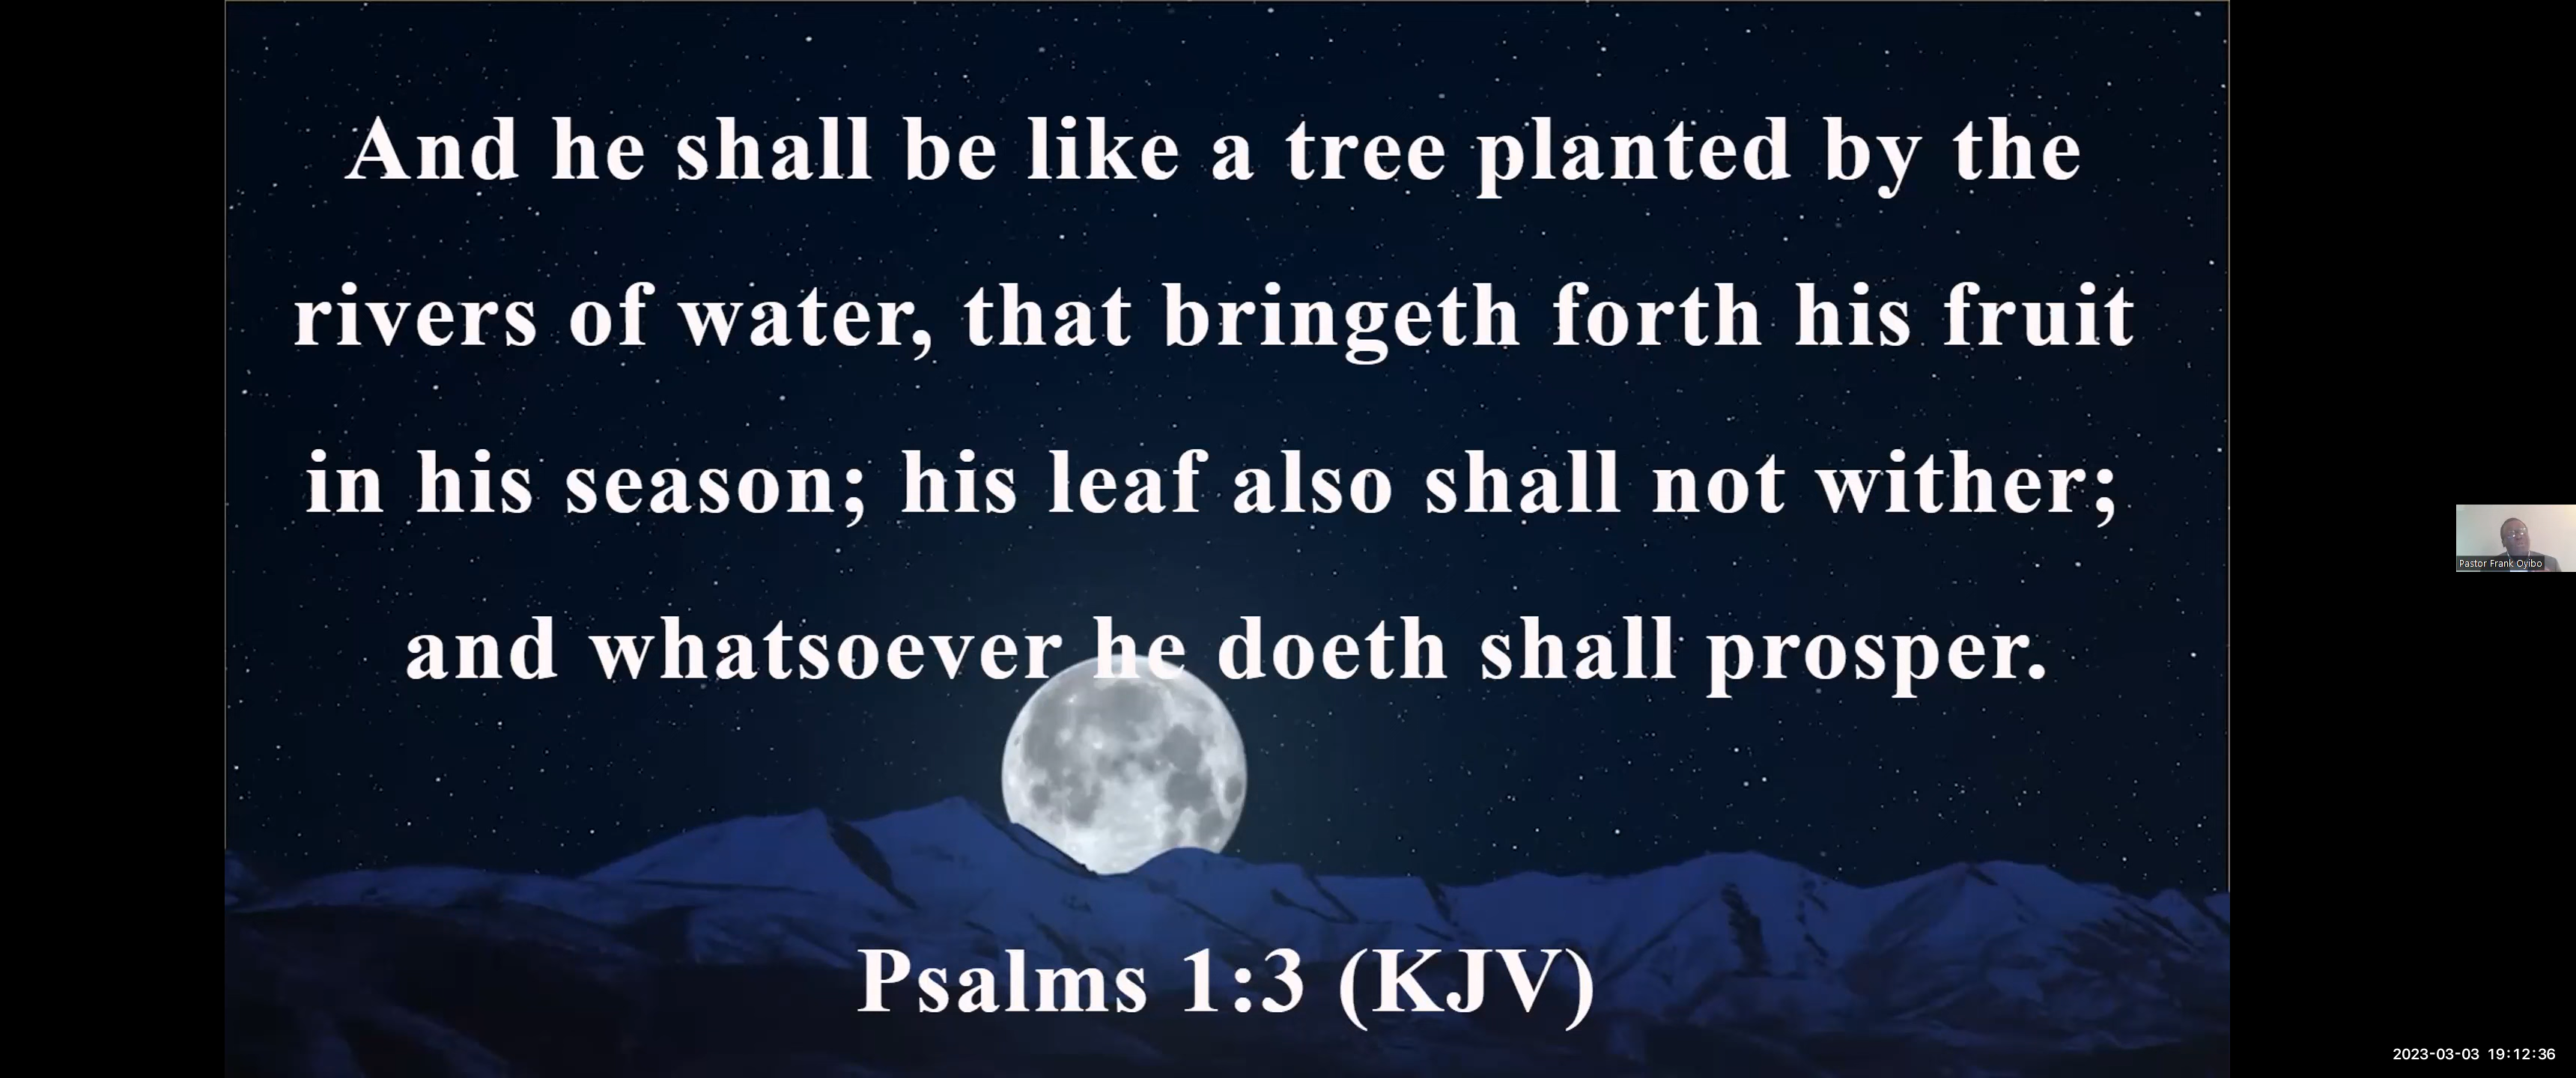 And he shall be like a tree planted by the
rivers of water, that bringeth forth his fruit
in his season; his leaf also shall not wither;
and whatsoever he doeth shall prosper.
Psalms 1:3 (KJV)
Pastor Frank Oyibo
2023-03-03 19:12:36